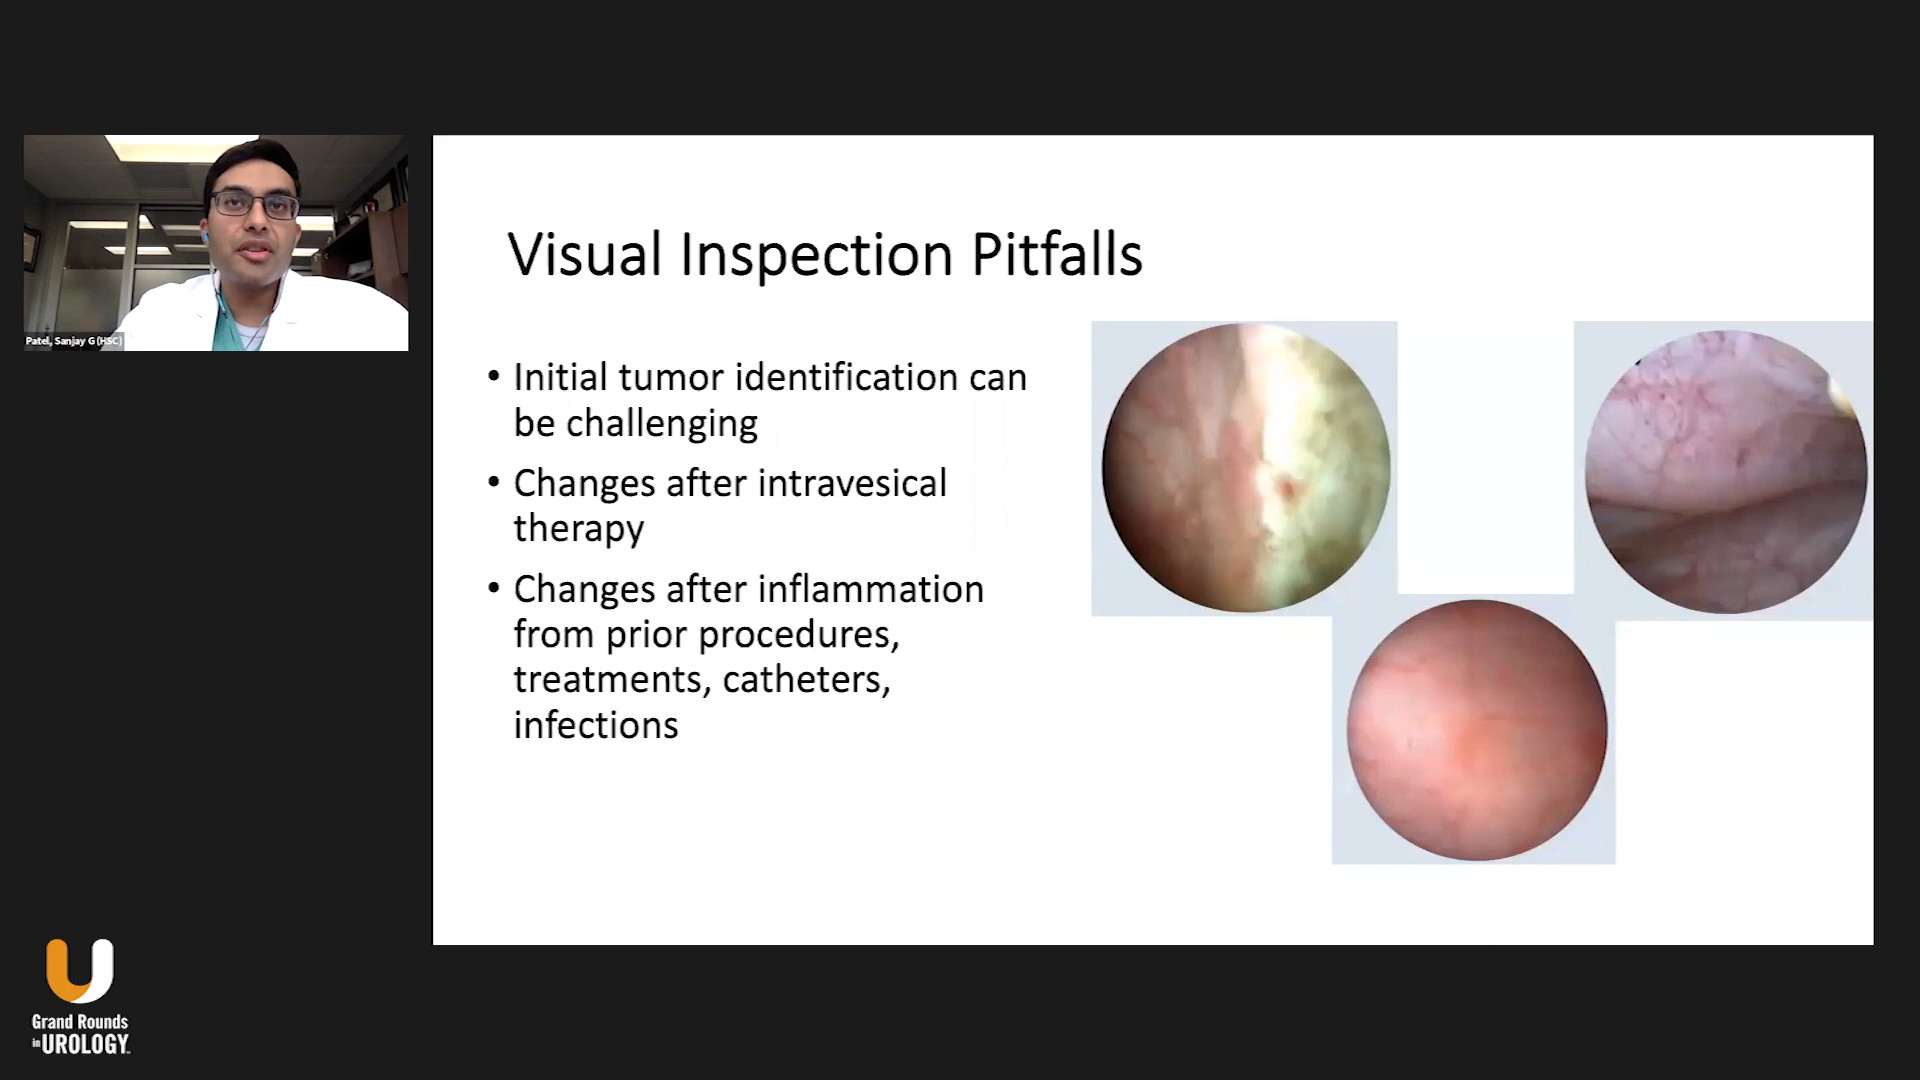 Patel, Sanjay G (HSC)
Visual Inspection Pitfalls
• Initial tumor identification can
be challenging
• Changes after intravesical
therapy
• Changes after inflammation
from prior procedures,
treatments, catheters,
infections
Grand Rounds
in UROLOGY™